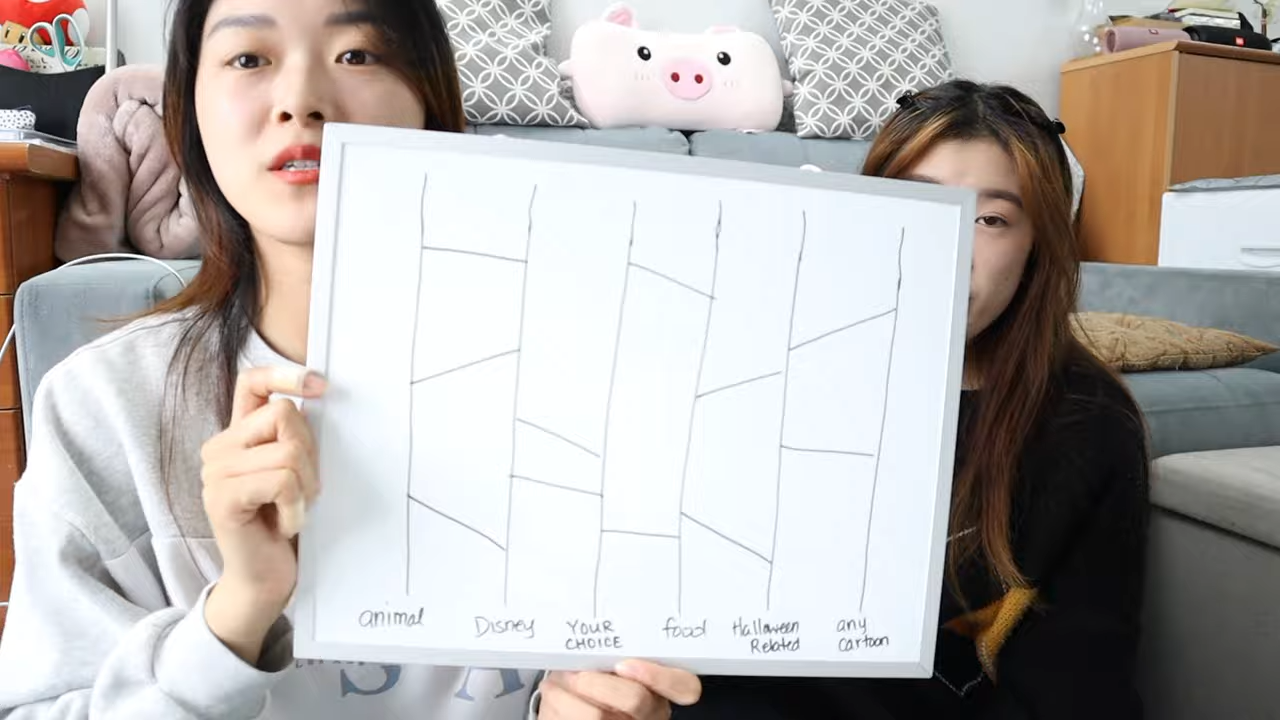 animal
Disney
YOUR
CHOICE
food
Halloween
Related
any
cartoon